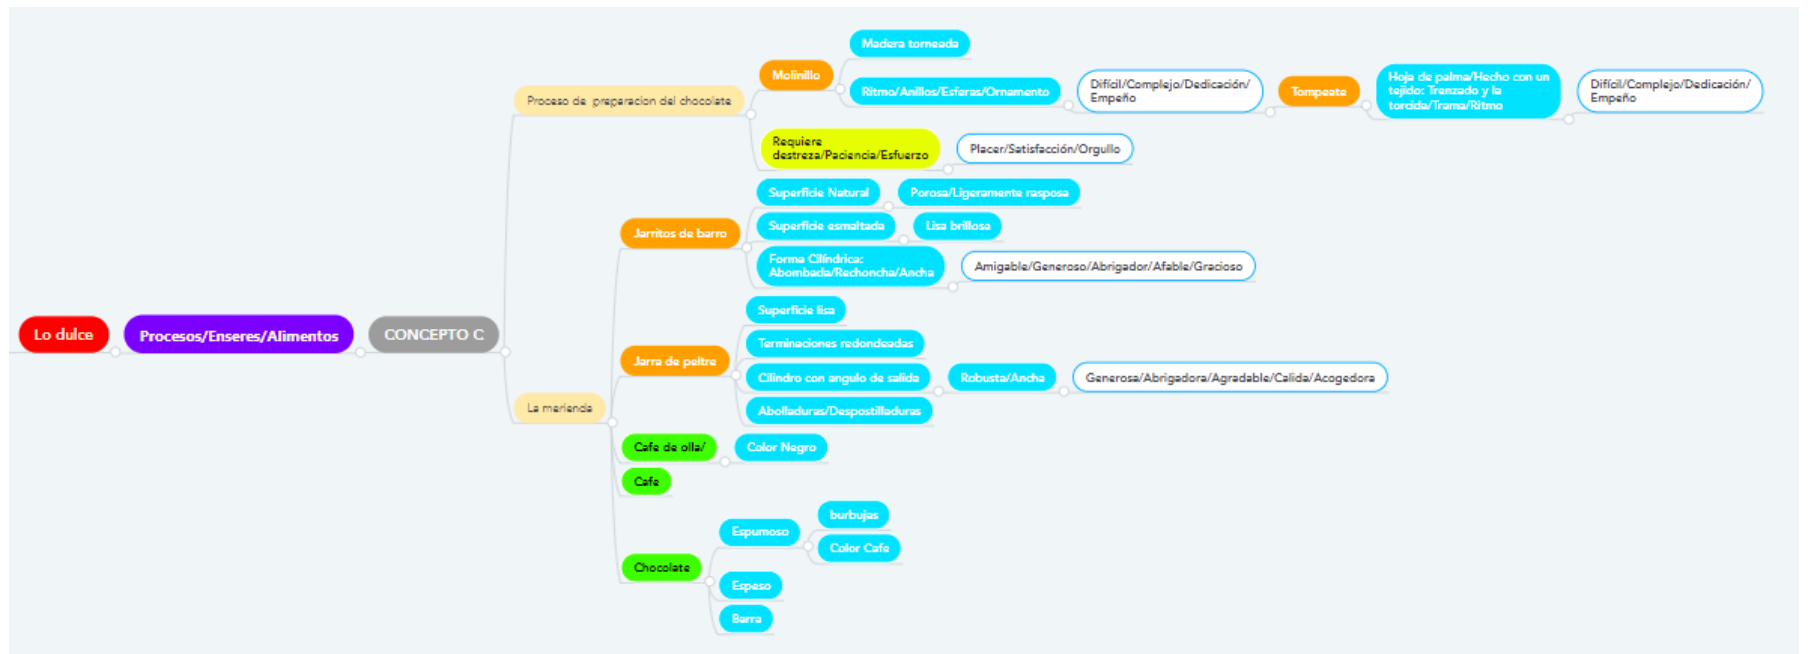 Lo dulce
Procesos/Enseres/Alimentos
CONCEPTO C
Proceso de preparacion del chocolate
Molinillo
Madera torneada
Ritmo/Anillos/Esferas/Ornamento
Difícil/Complejo/Dedicación/
Empeño
Tompeate
Hoja de palma/Hecho con un
tejido: Trenzado y la
torcida/Trama/Ritmo
Difícil/Complejo/Dedicación/
Empeño
Requiere
destreza/Paciencia/Esfuerzo
Placer/Satisfacción/Orgullo
La merienda
Jarritos de barro
Superficie Natural
Porosa/Ligeramente rasposa
Superficie esmaltada
Lisa brillosa
Forma Cilíndrica:
Abombada/Rechoncha/Ancha
Amigable/Generoso/Abrigador/Afable/Gracioso
Jarra de peltre
Superficie lisa
Terminaciones redondeadas
Cilindro con angulo de salida
Robusta/Ancha
Generosa/Abrigadora/Agradable/Calida/Acogedora
Abolladuras/Despostilladuras
Cafe de olla/
Color Negro
Cafe
Chocolate
Espumoso
burbujas
Color Cafe
Espeso
Barra